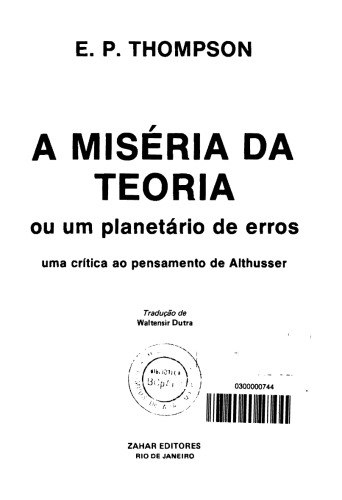 E. P. THOMPSON
A MISÉRIA DA
TEORIA
ou um planetário de erros
uma crítica ao pensamento de Althusser
Tradução de
Waltensir Dutra
0300000744
ZAHAR EDITORES
RIO DE JANEIRO